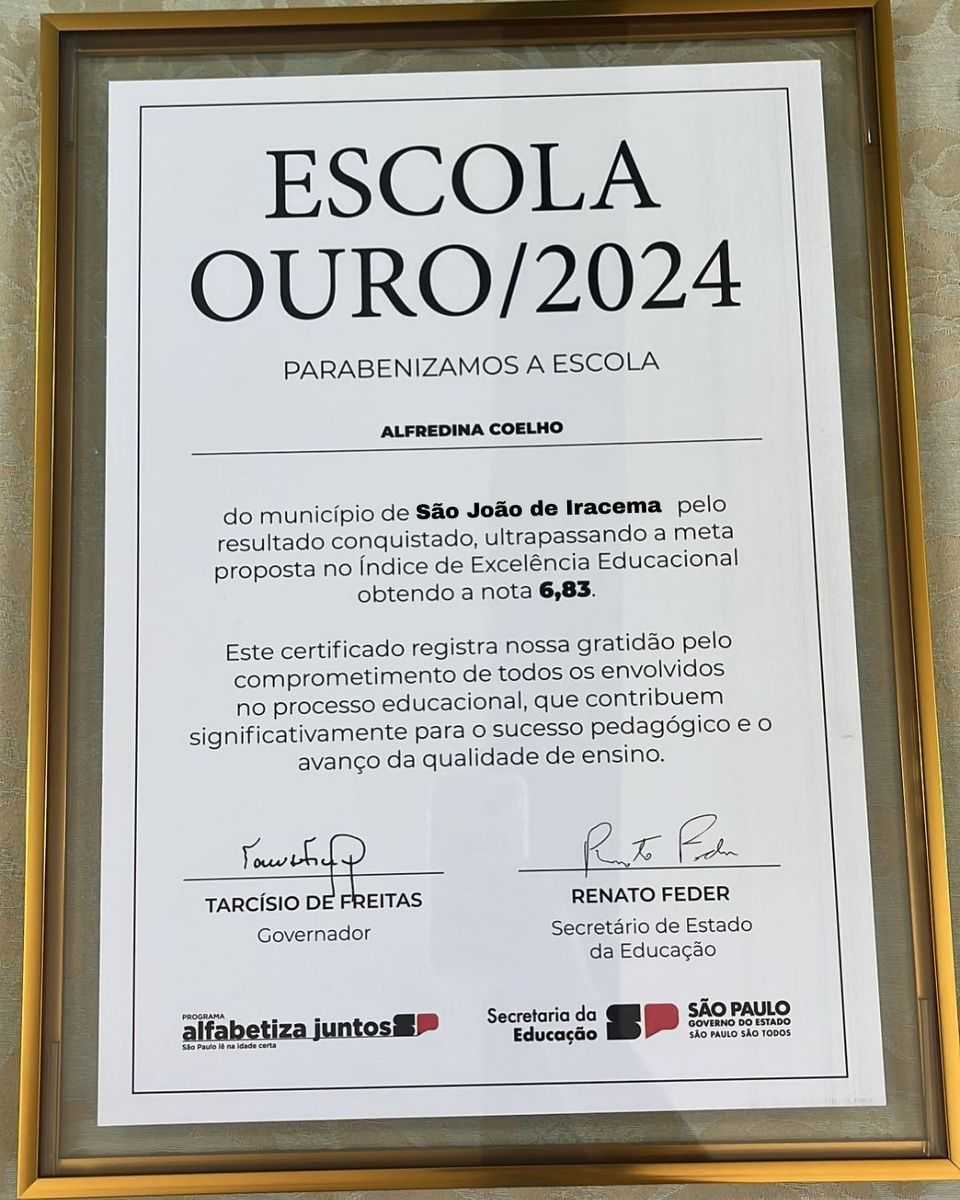 ESCOLA
OURO/2024
PARABENIZAMOS A ESCOLA
ALFREDINA COELHO
do município de São João de Iracema pelo
resultado conquistado, ultrapassando a meta
proposta no Índice de Excelência Educacional
obtendo a nota 6,83.
Este certificado registra nossa gratidão pelo
comprometimento de todos os envolvidos
no processo educacional, que contribuem
significativamente para o sucesso pedagógico e o
avanço da qualidade de ensino.
Renato Feder
TARCÍSIO DE FREITAS
Governador
RENATO FEDER
Secretário de Estado
da Educação
PROGRAMA
alfabetiza juntos SP
São Paulo lê na idade certa
Secretaria da
Educação
SP
SÃO PAULO
GOVERNO DO ESTADO
SÃO PAULO SÃO TODOS